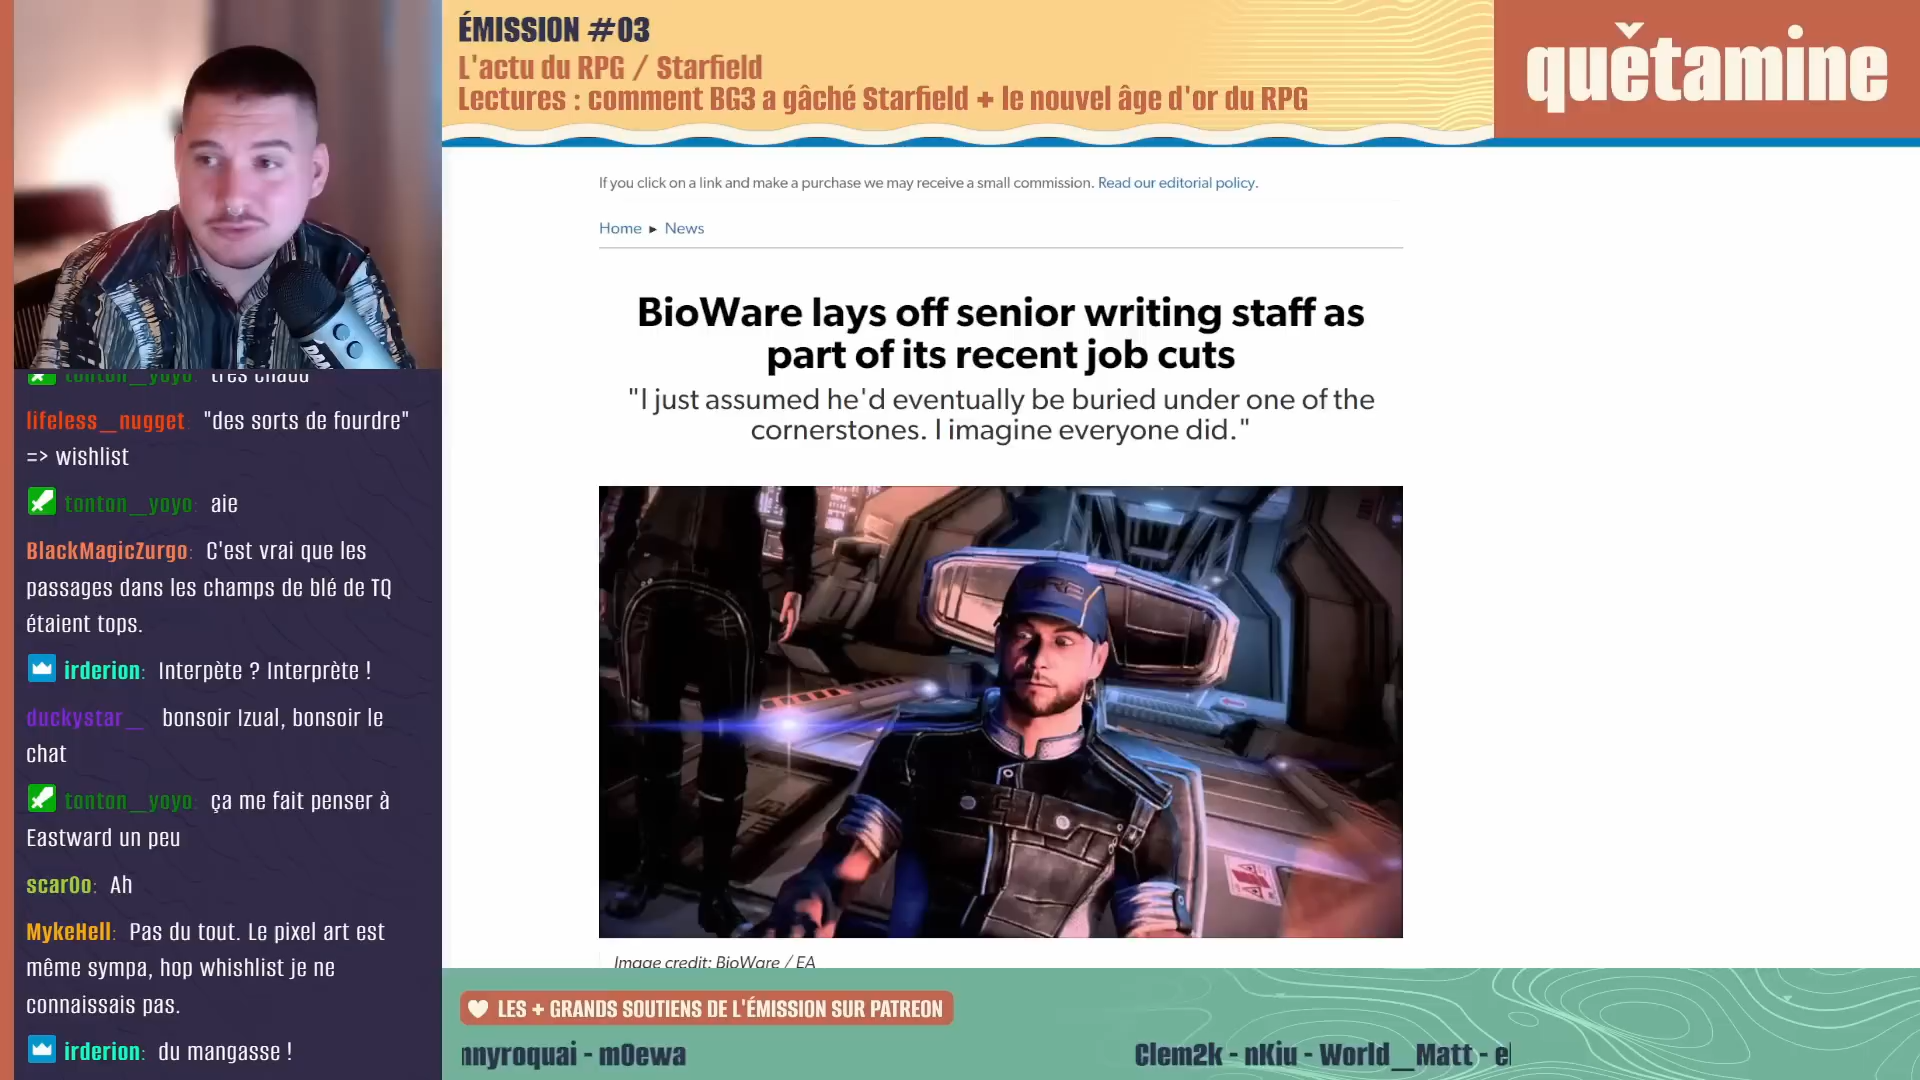 ÉMISSION #03
L'actu du RPG / Starfield
Lectures : comment BG3 a gâché Starfield + le nouvel âge d'or du RPG
quetamine
If you click on a link and make a purchase we may receive a small commission. Read our editorial policy.
Home ▸ News
BioWare lays off senior writing staff as
part of its recent job cuts
"I just assumed he'd eventually be buried under one of the
cornerstones. I imagine everyone did."
Image credit: BioWare / EA
tonton_yoyo: très chaud
lifeless_nugget: "des sorts de fourdre"
=> wishlist
tonton_yoyo: aie
BlackMagicZurgo: C'est vrai que les
passages dans les champs de blé de TQ
étaient tops.
irderion: Interpète ? Interprète !
duckystar_ bonsoir Izual, bonsoir le
chat
tonton_yoyo: ça me fait penser à
Eastward un peu
scar0o: Ah
MykeHell: Pas du tout. Le pixel art est
même sympa, hop whishlist je ne
connaissais pas.
irderion: du mangasse !
LES + GRANDS SOUTIENS DE L'ÉMISSION SUR PATREON
nnyroquai - m0ewa
Clem2k - nKiu - World_Matt - e